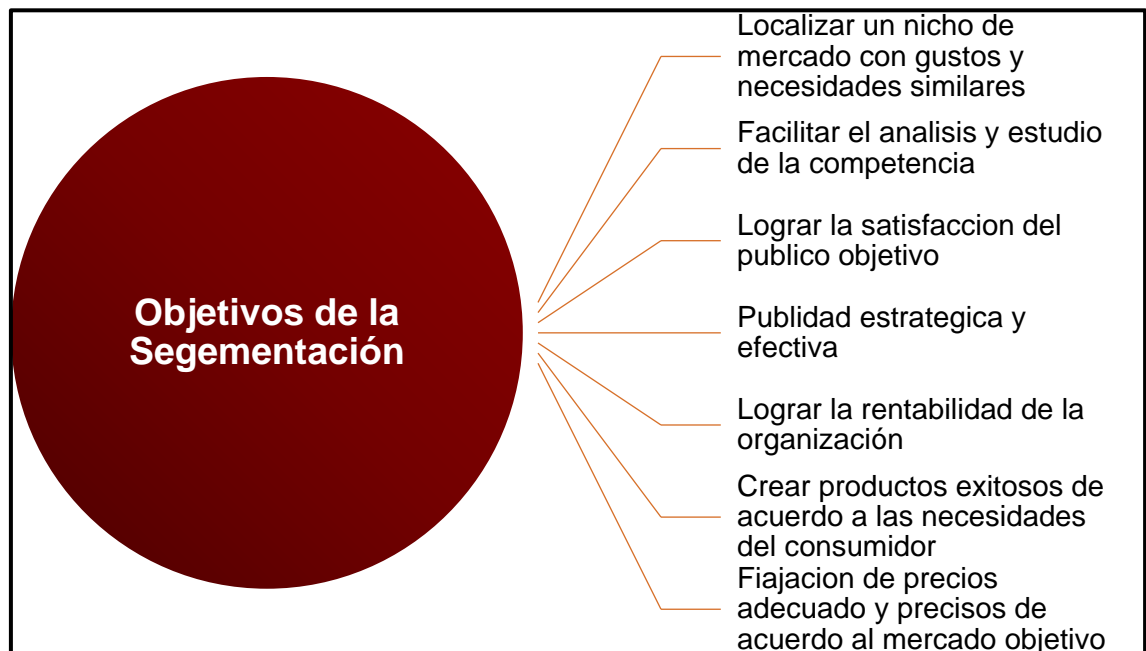 Objetivos de la
Segementación
Localizar un nicho de
mercado con gustos y
necesidades similares
Facilitar el analisis y estudio
de la competencia
Lograr la satisfaccion del
publico objetivo
Publidad estrategica y
efectiva
Lograr la rentabilidad de la
organización
Crear productos exitosos de
acuerdo a las necesidades
del consumidor
Fiajacion de precios
adecuado y precisos de
acuerdo al mercado objetivo